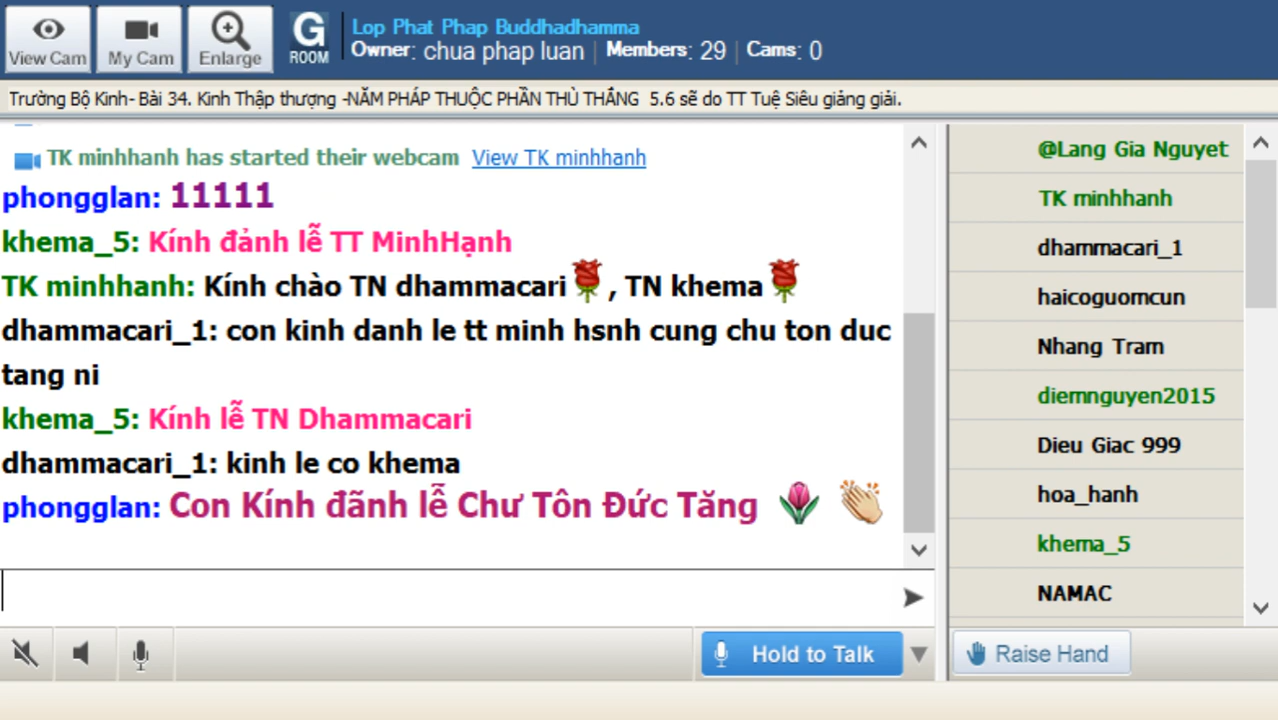 View Cam
My Cam
Enlarge
G ROOM
Lop Phat Phap Buddhadhamma
Owner: chua phap luan | Members: 29 | Cams: 0
Trường Bộ Kinh- Bài 34. Kinh Thập thượng -NĂM PHÁP THUỘC PHẦN THÙ THẮNG 5.6 sẽ do TT Tuệ Siêu giảng giải.
TK minhhanh has started their webcam View TK minhhanh
phongglan: 11111
khema_5: Kính đảnh lễ TT MinhHạnh
TK minhhanh: Kính chào TN dhammacari, TN khema
dhammacari_1: con kinh danh le tt minh hsnh cung chu ton duc
tang ni
khema_5: Kính lễ TN Dhammacari
dhammacari_1: kinh le co khema
phongglan: Con Kính đãnh lễ Chư Tôn Đức Tăng
@Lang Gia Nguyet
TK minhhanh
dhammacari_1
haicoguomcun
Nhang Tram
diemnguyen2015
Dieu Giac 999
hoa_hanh
khema_5
NAMAC
Hold to Talk
Raise Hand